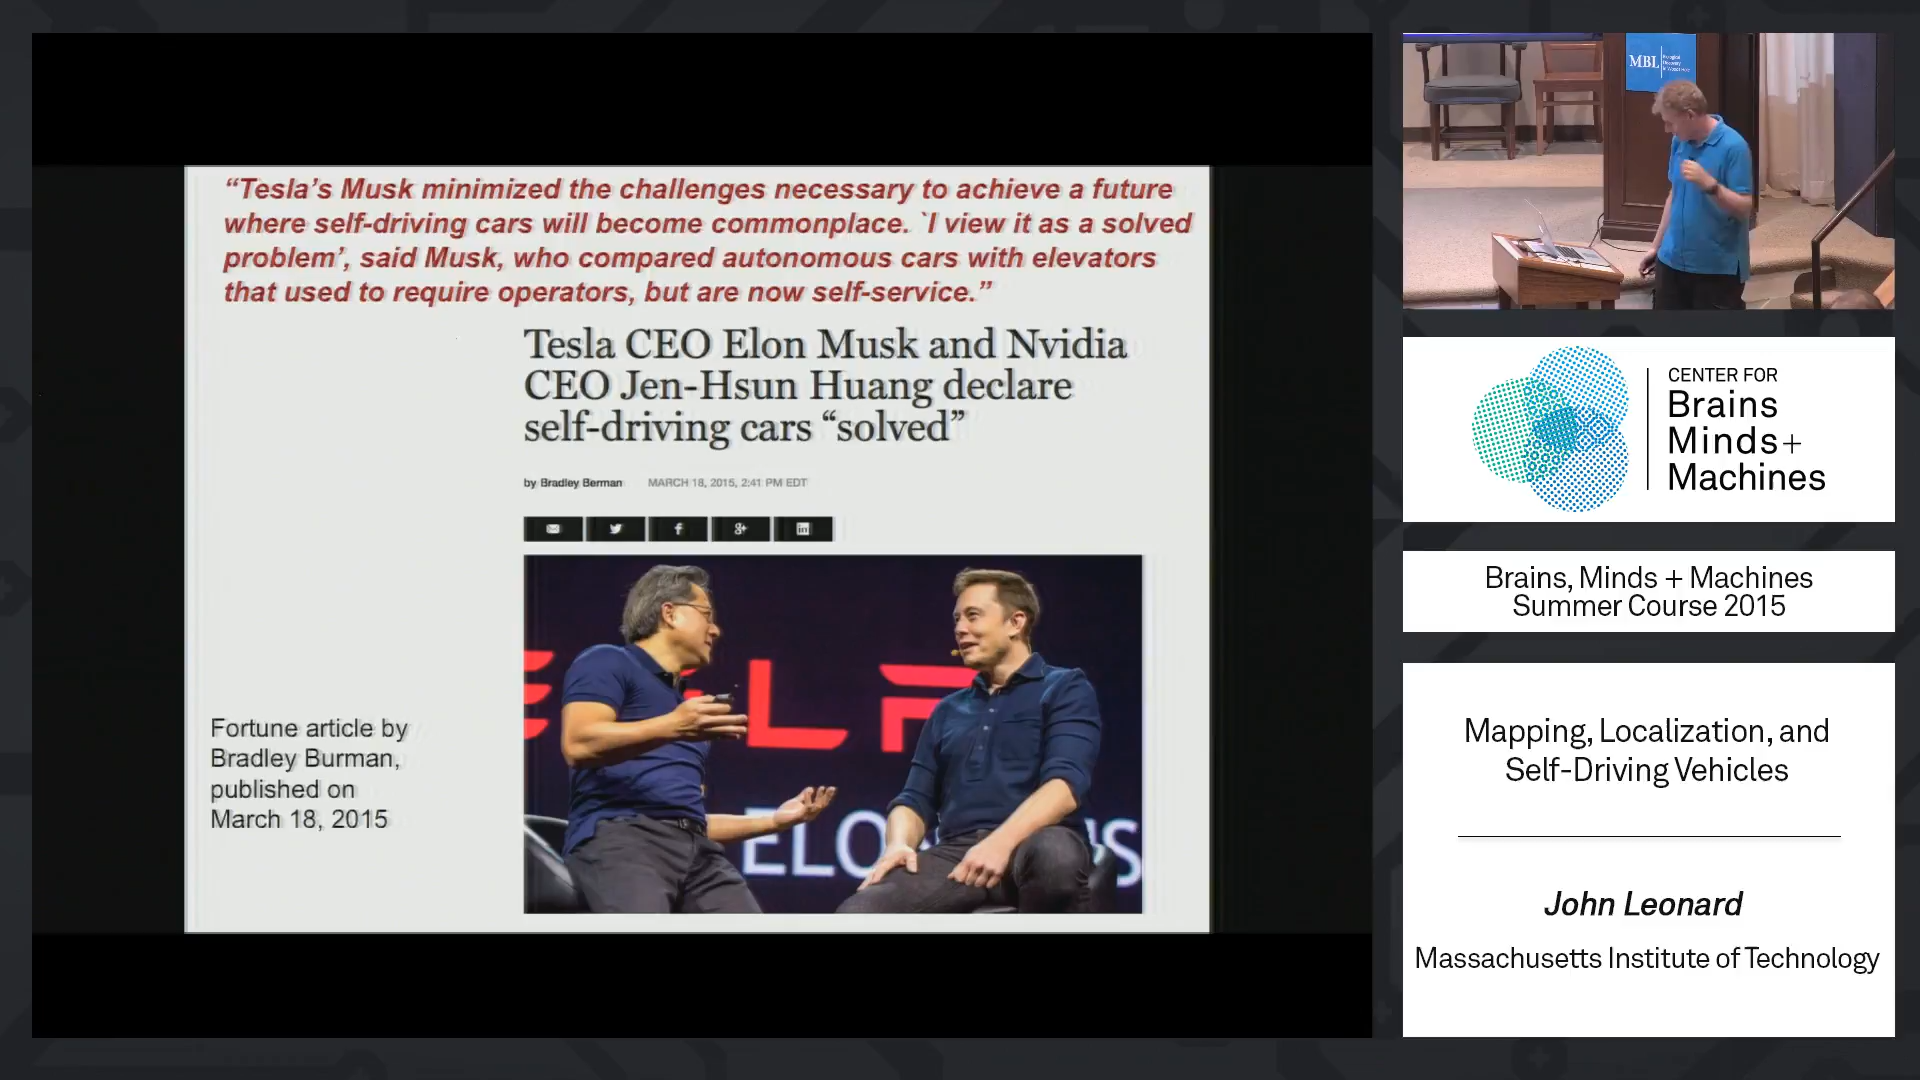 “Tesla’s Musk minimized the challenges necessary to achieve a future
where self-driving cars will become commonplace. `I view it as a solved
problem’, said Musk, who compared autonomous cars with elevators
that used to require operators, but are now self-service.”
Tesla CEO Elon Musk and Nvidia
CEO Jen-Hsun Huang declare
self-driving cars “solved”
by Bradley Berman MARCH 18, 2015, 2:41 PM EDT
Fortune article by
Bradley Burman,
published on
March 18, 2015
ELO
S
MBL
CENTER FOR
Brains
Minds+
Machines
Brains, Minds + Machines
Summer Course 2015
Mapping, Localization, and
Self-Driving Vehicles
John Leonard
Massachusetts Institute of Technology